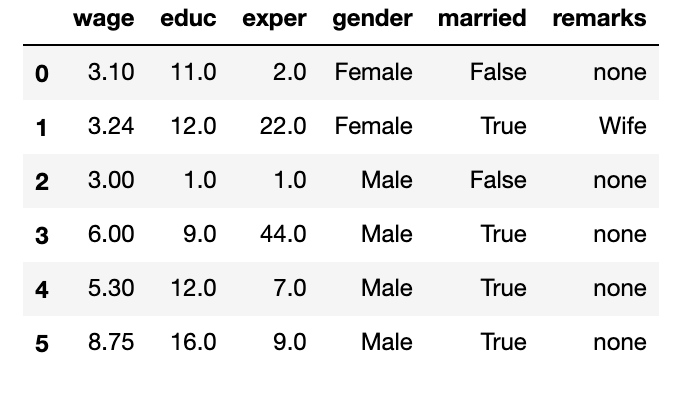 wage educ exper gender married remarks
0 3.10 11.0 2.0 Female False none
1 3.24 12.0 22.0 Female True Wife
2 3.00 1.0 1.0 Male False none
3 6.00 9.0 44.0 Male True none
4 5.30 12.0 7.0 Male True none
5 8.75 16.0 9.0 Male True none